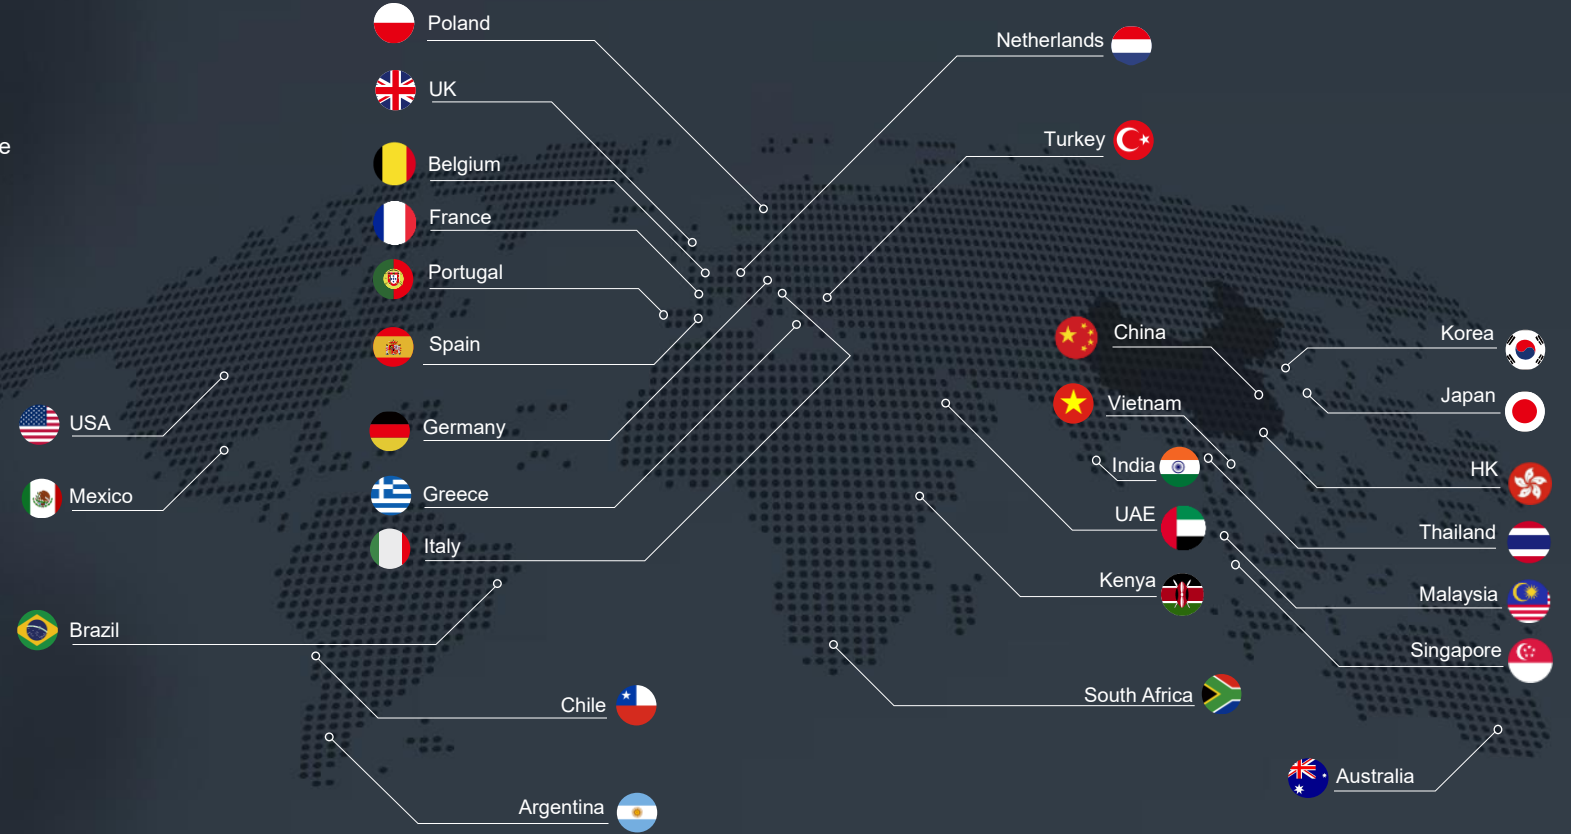 Poland
Netherlands
UK
Turkey
e
Belgium
France
Portugal
Spain
China
Korea
Japan
Vietnam
USA
Germany
India
HK
Mexico
Greece
UAE
Thailand
Italy
Kenya
Malaysia
Brazil
Singapore
Chile
South Africa
Australia
Argentina